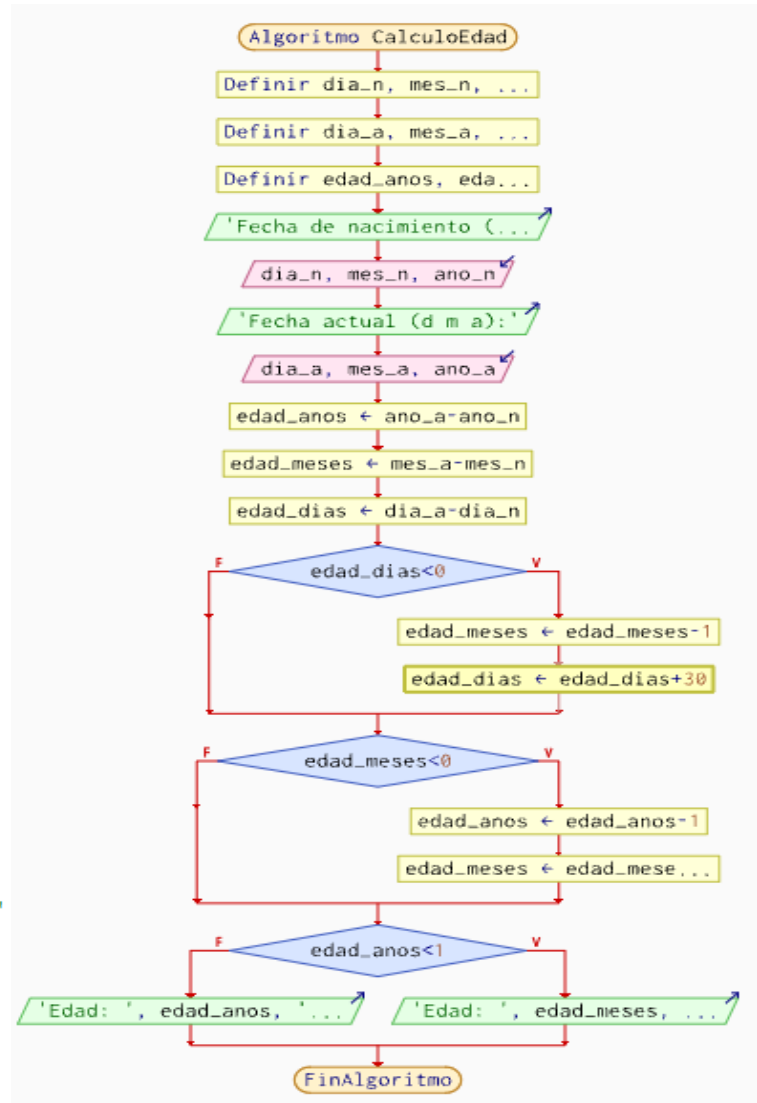 Algoritmo CalculoEdad
Definir dia_n, mes_n, ...
Definir dia_a, mes_a, ...
Definir edad_anos, eda...
'Fecha de nacimiento (...
dia_n, mes_n, ano_n
'Fecha actual (d m a):'
dia_a, mes_a, ano_a
edad_anos ← ano_a-ano_n
edad_meses ← mes_a-mes_n
edad_dias ← dia_a-dia_n
F edad_dias<0 V
edad_meses ← edad_meses-1
edad_dias ← edad_dias+30
F edad_meses<0 V
edad_anos ← edad_anos-1
edad_meses ← edad_mese...
F edad_anos<1 V
'Edad: ', edad_anos, '... 'Edad: ', edad_meses, ...
FinAlgoritmo